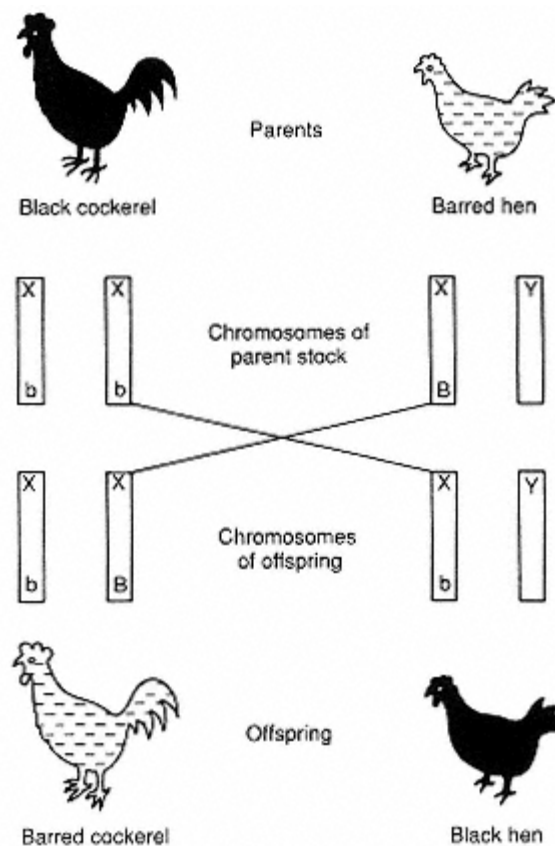 Parents
Black cockerel
Barred hen
X
X
X
Y
Chromosomes of
parent stock
b
b
B
X
X
X
Y
Chromosomes
of offspring
b
B
b
Offspring
Barred cockerel
Black hen